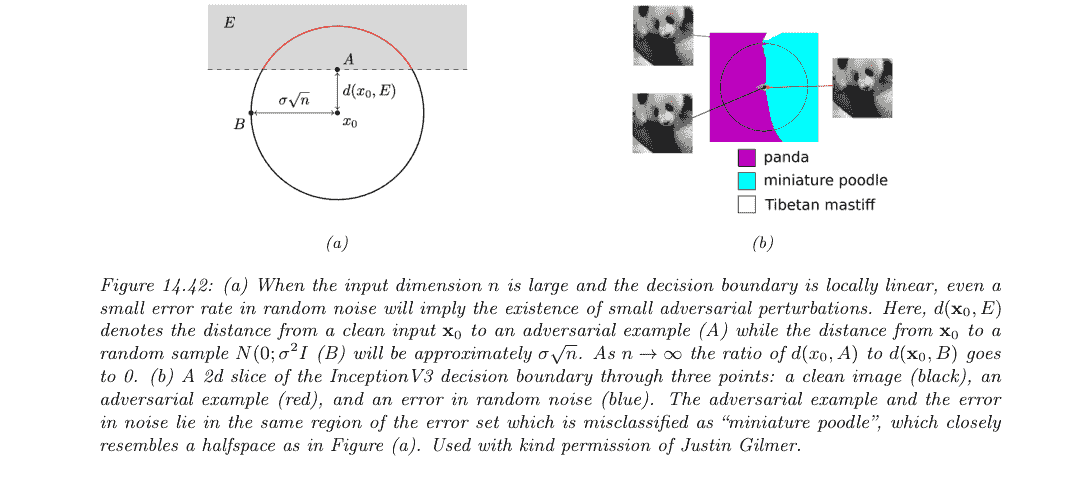 E
A
d(x₀, E)
σ√n
B
x₀
panda
miniature poodle
Tibetan mastiff
(a)
(b)
Figure 14.42: (a) When the input dimension n is large and the decision boundary is locally linear, even a
small error rate in random noise will imply the existence of small adversarial perturbations. Here, d(x₀, E)
denotes the distance from a clean input x₀ to an adversarial example (A) while the distance from x₀ to a
random sample N(0; σ²I (B) will be approximately σ√n. As n → ∞ the ratio of d(x₀, A) to d(x₀, B) goes
to 0. (b) A 2d slice of the InceptionV3 decision boundary through three points: a clean image (black), an
adversarial example (red), and an error in random noise (blue). The adversarial example and the error
in noise lie in the same region of the error set which is misclassified as “miniature poodle”, which closely
resembles a halfspace as in Figure (a). Used with kind permission of Justin Gilmer.